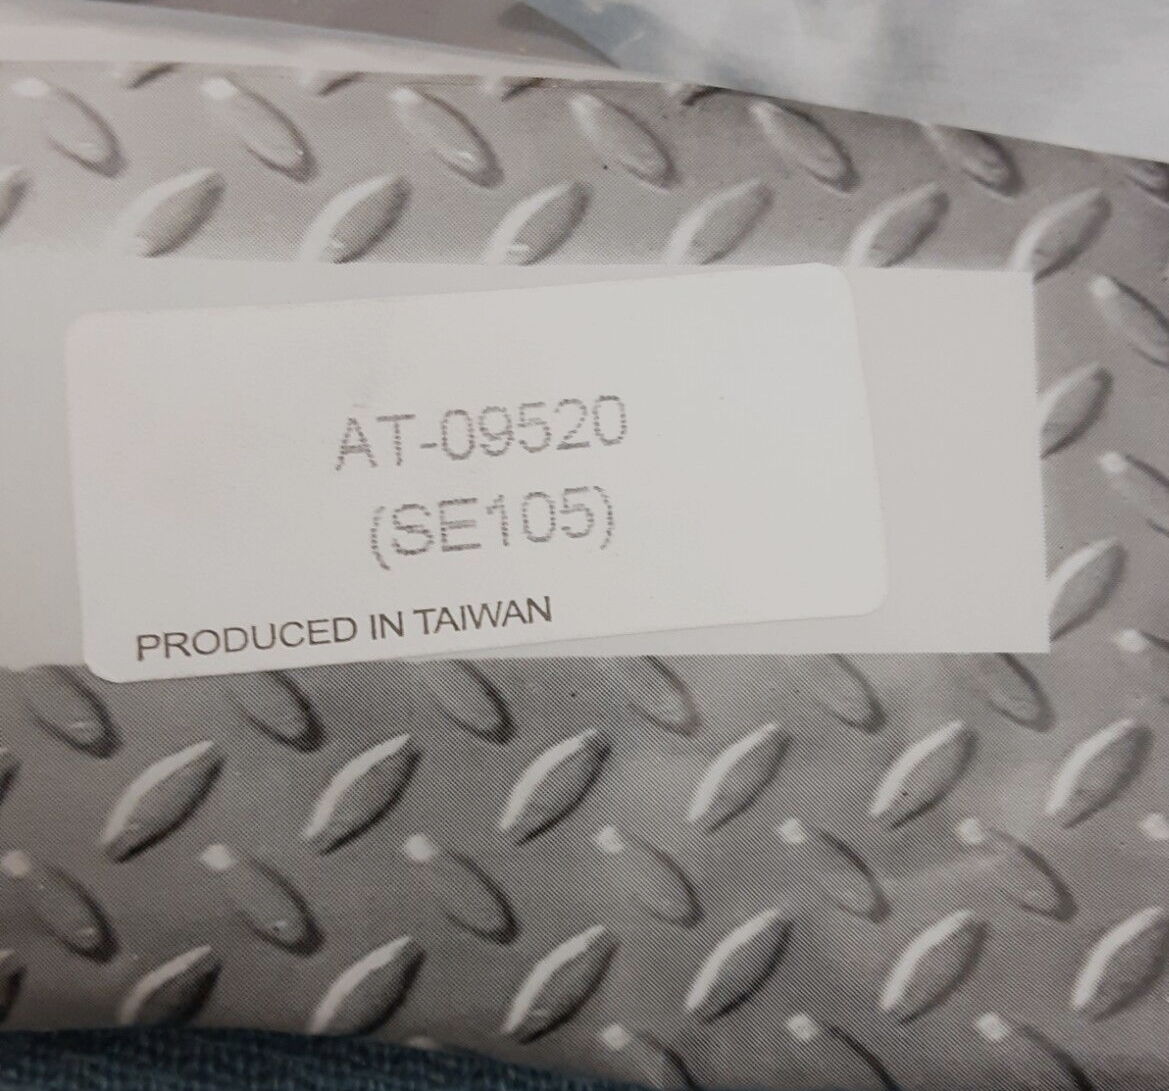 AT-09520
(SE105)
PRODUCED IN TAIWAN